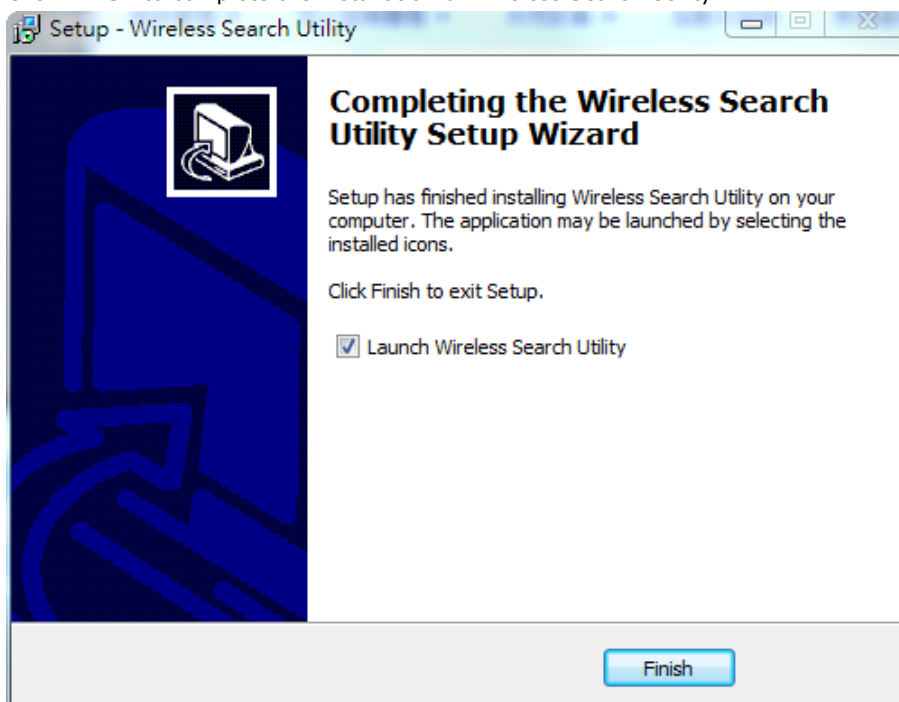 Setup - Wireless Search Utility
Completing the Wireless Search
Utility Setup Wizard
Setup has finished installing Wireless Search Utility on your
computer. The application may be launched by selecting the
installed icons.
Click Finish to exit Setup.
Launch Wireless Search Utility
Finish